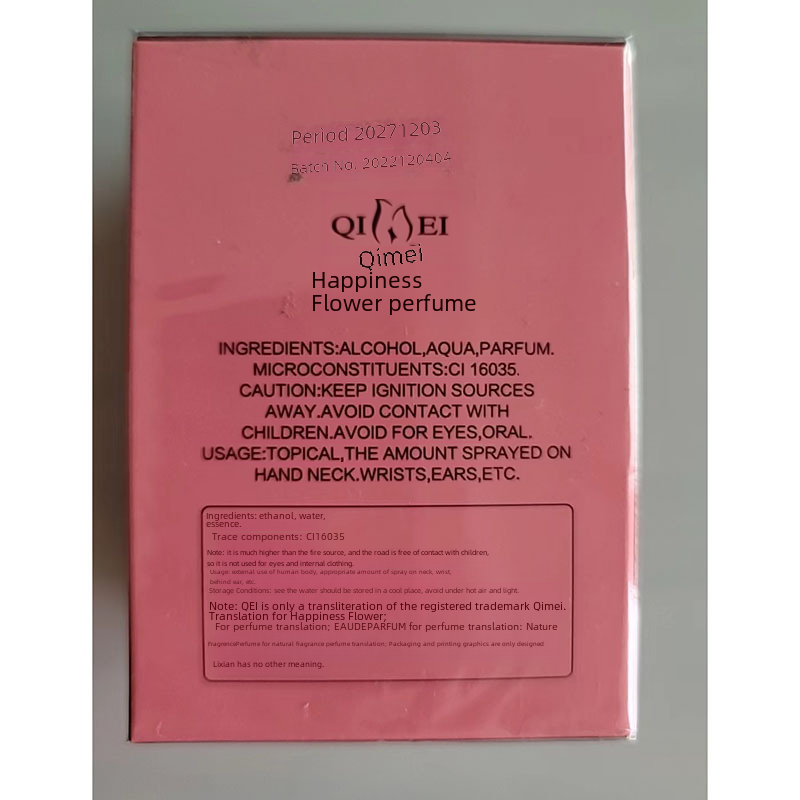 Period 20271203
Batch No. 2022120404
QIMEI
Qimei
Happiness
Flower perfume
INGREDIENTS:ALCOHOL,AQUA,PARFUM.
MICROCONSTITUENTS:CI 16035.
CAUTION:KEEP IGNITION SOURCES
AWAY.AVOID CONTACT WITH
CHILDREN.AVOID FOR EYES,ORAL.
USAGE:TOPICAL,THE AMOUNT SPRAYED ON
HAND NECK.WRISTS,EARS,ETC.
Ingredients: ethanol, water,
essence.
Trace components: CI16035
Note: it is much higher than the fire source, and the road is free of contact with children,
so it is not used for eyes and internal clothing.
Usage: external use of human body, appropriate amount of spray on neck, wrist,
behind ear, etc.
Storage Conditions: see the water should be stored in a cool place, avoid under hot air and light.
Note: QEI is only a transliteration of the registered trademark Qimei.
Translation for Happiness Flower;
For perfume translation; EAUDEPARFUM for perfume translation: Nature
FragrancePerfume for natural fragrance perfume translation; Packaging and printing graphics are only designed
Lixian has no other meaning.